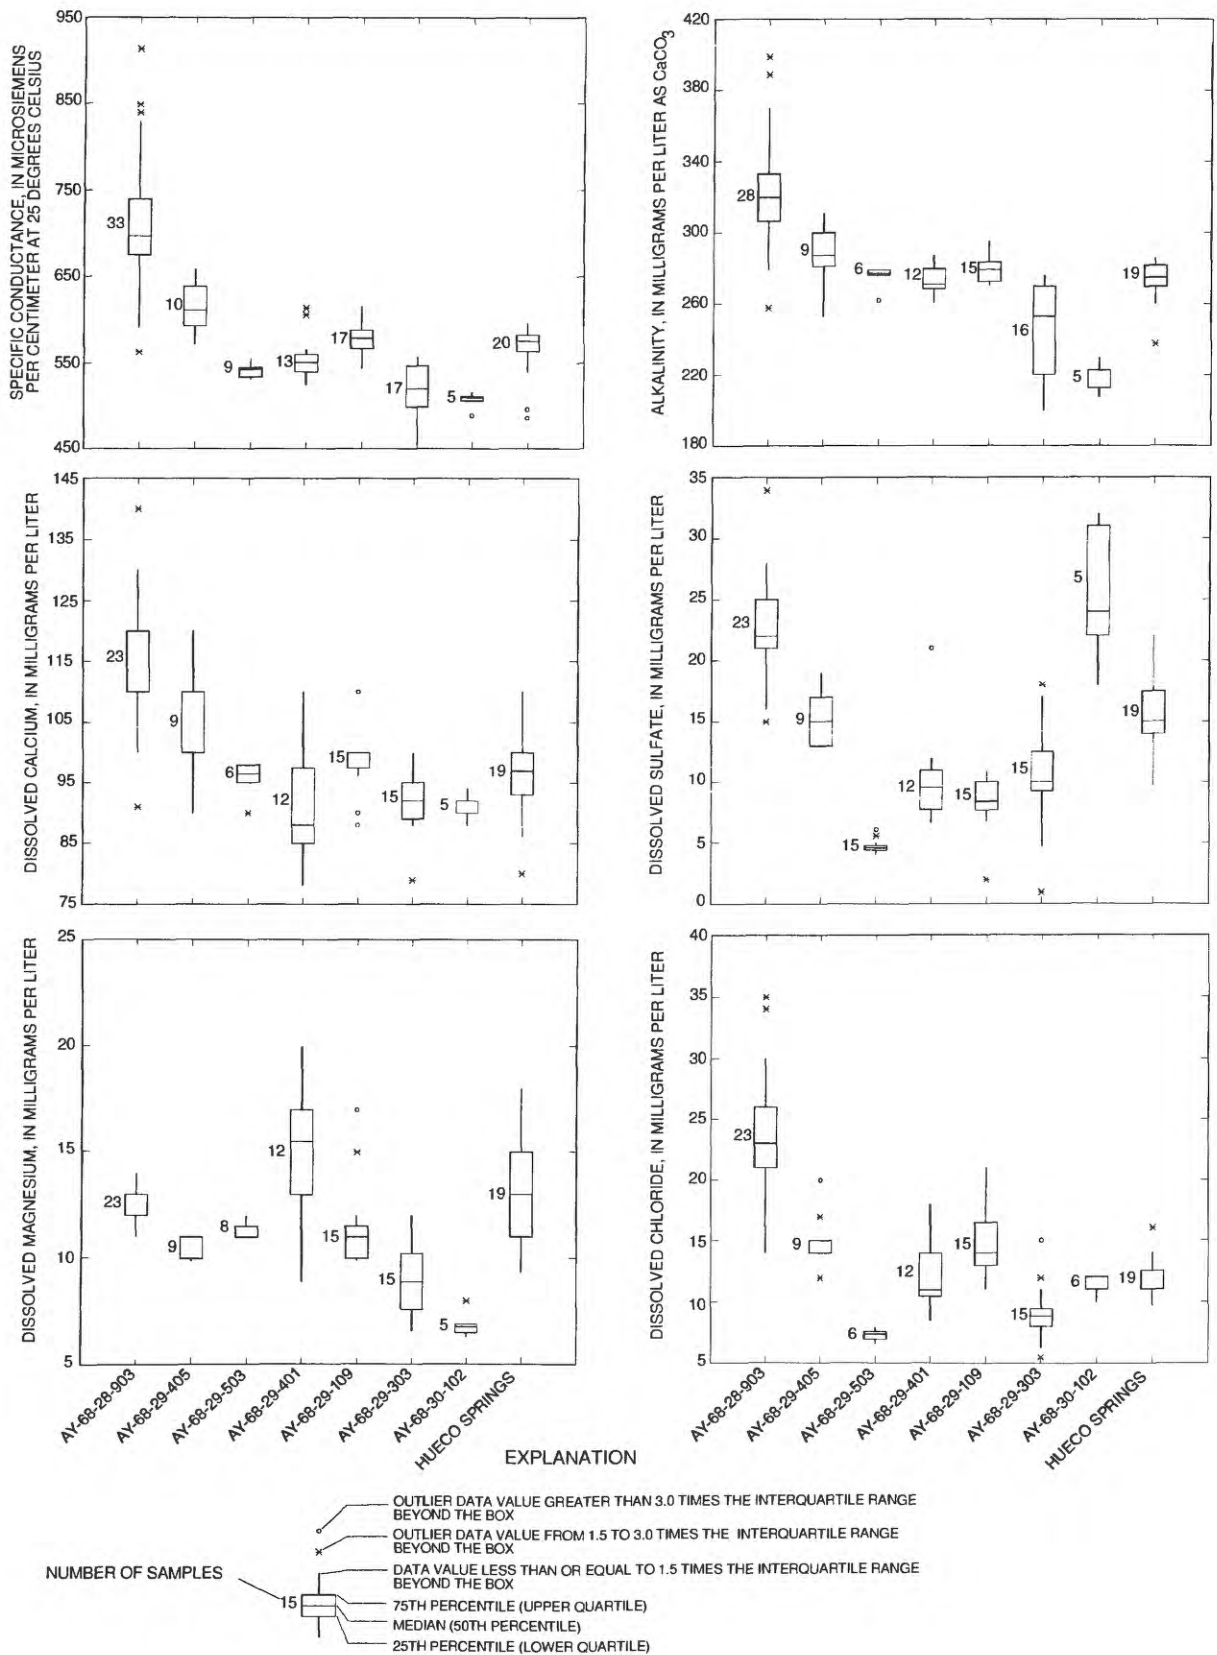 SPECIFIC CONDUCTANCE, IN MICROSIEMENS
PER CENTIMETER AT 25 DEGREES CELSIUS
950
850
750
650
550
450
33
10
9
13
17
17
5
20
ALKALINITY, IN MILLIGRAMS PER LITER AS CaCO3
420
380
340
300
260
220
180
28
9
6
12
15
16
5
19
DISSOLVED CALCIUM, IN MILLIGRAMS PER LITER
145
135
125
115
105
95
85
75
23
9
6
12
15
15
5
19
DISSOLVED SULFATE, IN MILLIGRAMS PER LITER
35
30
25
20
15
10
5
0
23
9
15
12
15
15
5
19
DISSOLVED MAGNESIUM, IN MILLIGRAMS PER LITER
25
20
15
10
5
23
9
8
12
15
15
5
19
AY-68-28-903
AY-68-29-405
AY-68-29-503
AY-68-29-401
AY-68-29-109
AY-68-29-303
AY-68-30-102
HUECO SPRINGS
DISSOLVED CHLORIDE, IN MILLIGRAMS PER LITER
40
35
30
25
20
15
10
5
23
9
6
12
15
15
6
19
AY-68-28-903
AY-68-29-405
AY-68-29-503
AY-68-29-401
AY-68-29-109
AY-68-29-303
AY-68-30-102
HUECO SPRINGS
EXPLANATION
OUTLIER DATA VALUE GREATER THAN 3.0 TIMES THE INTERQUARTILE RANGE
BEYOND THE BOX
OUTLIER DATA VALUE FROM 1.5 TO 3.0 TIMES THE INTERQUARTILE RANGE
BEYOND THE BOX
DATA VALUE LESS THAN OR EQUAL TO 1.5 TIMES THE INTERQUARTILE RANGE
BEYOND THE BOX
NUMBER OF SAMPLES
15
75TH PERCENTILE (UPPER QUARTILE)
MEDIAN (50TH PERCENTILE)
25TH PERCENTILE (LOWER QUARTILE)